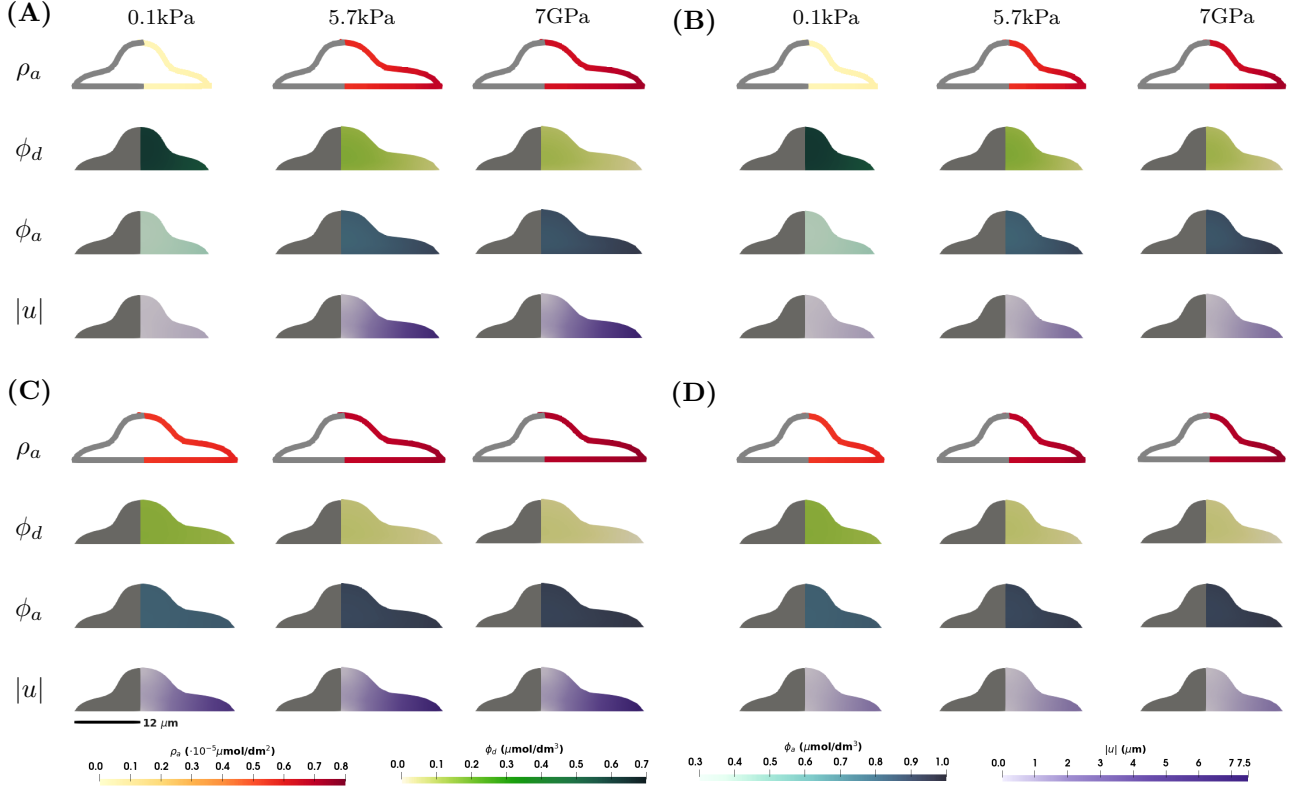 (A) 0.1kPa 5.7kPa 7GPa (B) 0.1kPa 5.7kPa 7GPa
ρₐ
ϕ_d
ϕₐ
|u|
(C) (D)
ρₐ ρₐ
ϕ_d ϕ_d
ϕₐ ϕₐ
|u| |u|
12 μm
ρₐ (·10⁻⁵μmol/dm²) ϕ_d (μmol/dm³) ϕₐ (μmol/dm³) |u| (μm)
0.0 0.1 0.2 0.3 0.4 0.5 0.6 0.7 0.8 0.0 0.1 0.2 0.3 0.4 0.5 0.6 0.7 0.3 0.4 0.5 0.6 0.7 0.8 0.9 1.0 0.0 1 2 3 4 5 6 7 7.5